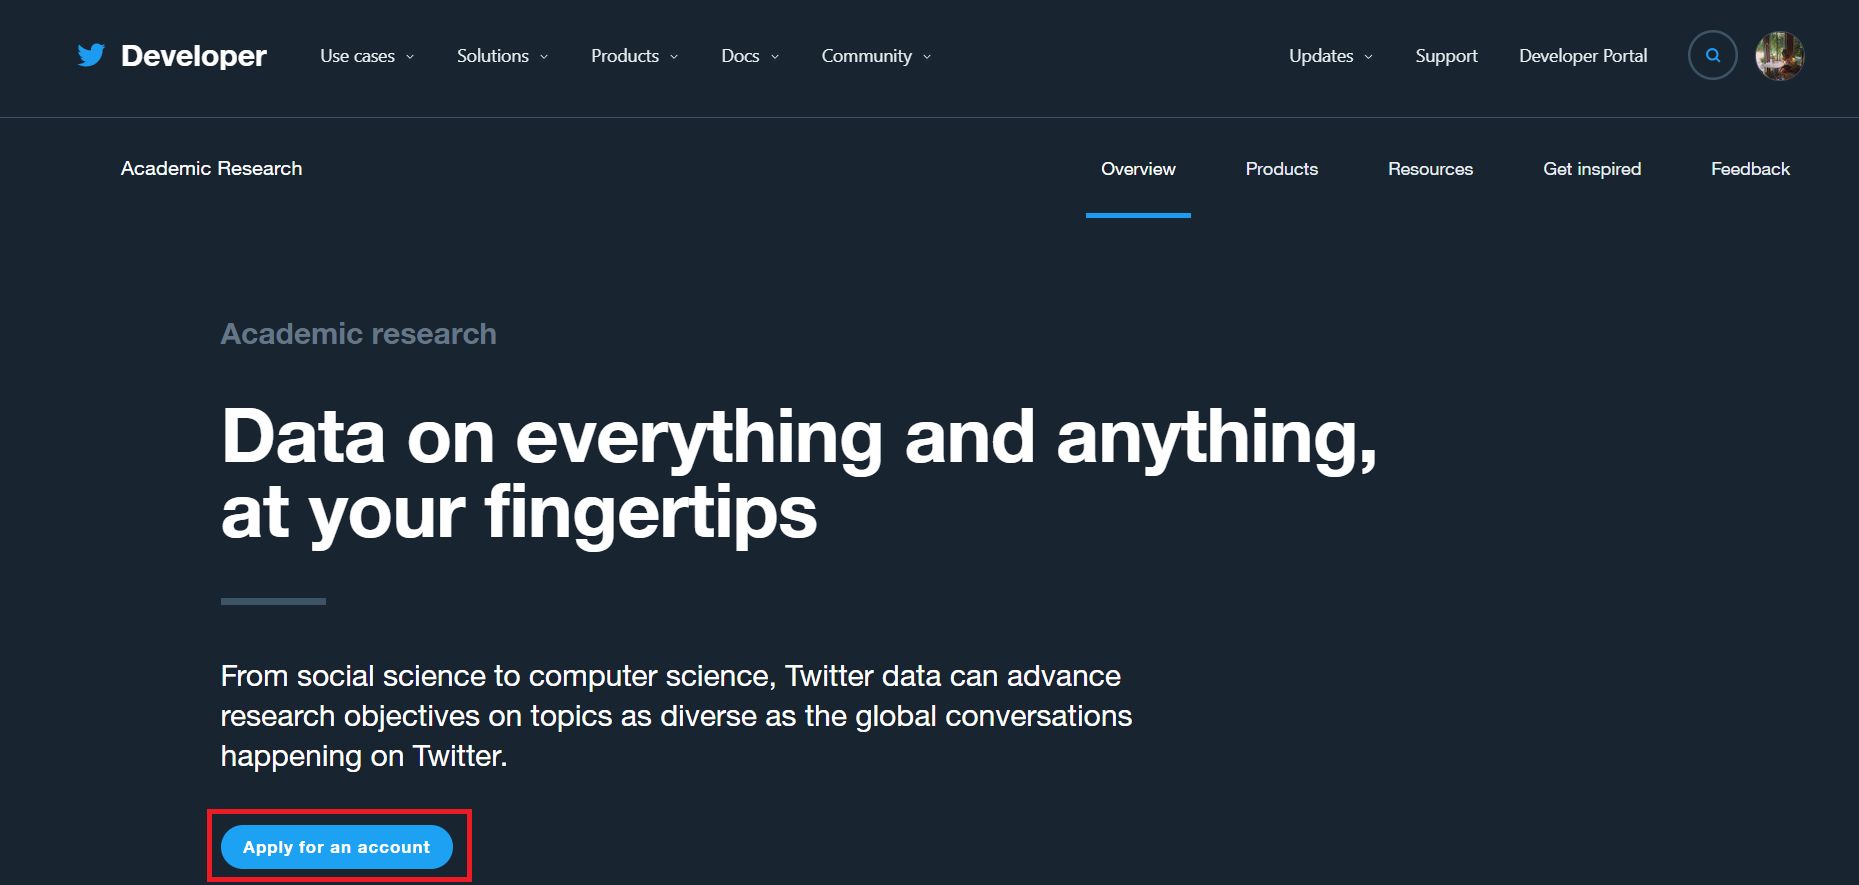 Developer Use cases Solutions Products Docs Community Updates Support Developer Portal
Academic Research Overview Products Resources Get inspired Feedback
Academic research
Data on everything and anything,
at your fingertips
From social science to computer science, Twitter data can advance
research objectives on topics as diverse as the global conversations
happening on Twitter.
Apply for an account